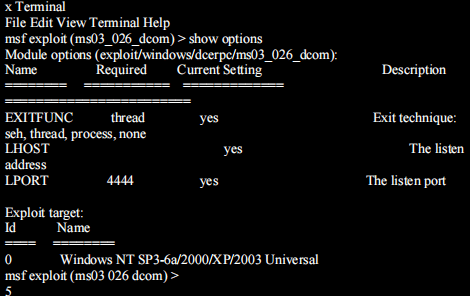 x Terminal
File Edit View Terminal Help
msf exploit (ms03_026_dcom) > show options
Module options (exploit/windows/dcerpc/ms03_026_dcom):
Name Required Current Setting Description
======== =========== =============
========================
EXITFUNC thread yes Exit technique:
seh, thread, process, none
LHOST yes The listen
address
LPORT 4444 yes The listen port
Exploit target:
Id Name
==== ========
0 Windows NT SP3-6a/2000/XP/2003 Universal
msf exploit (ms03 026 dcom) >
5